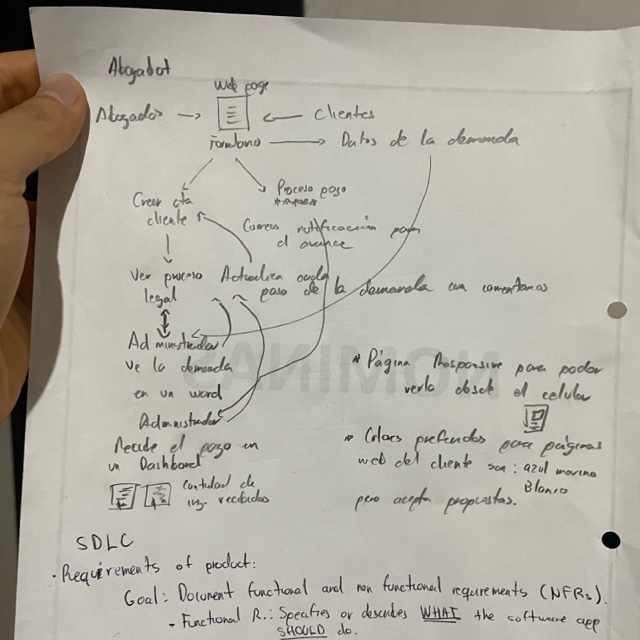 Abogadot
Web page
Abogados → ← Clientes
Formulario → Datos de la demanda
Proceso pago
*****
Crear cta
cliente
Correos notificación para
el avance
Ver proceso
legal
Actualiza cada
paso de la demanda con comentarios
Administrador
ve la demanda
en un word
Administrador
Recibe el pago en
un Dashboard
cantidad de
ing. recibidos
* Página Responsive para poder
verla desde el celular
* Colores preferidos para páginas
web del cliente son: azul marino
Blanco
pero acepta propuestas.
NOMINAS
SDLC
· Requirements of product:
Goal: Document functional and non functional requirements (NFRs).
- Functional R.: Specifies or describes WHAT the software app
SHOULD do.